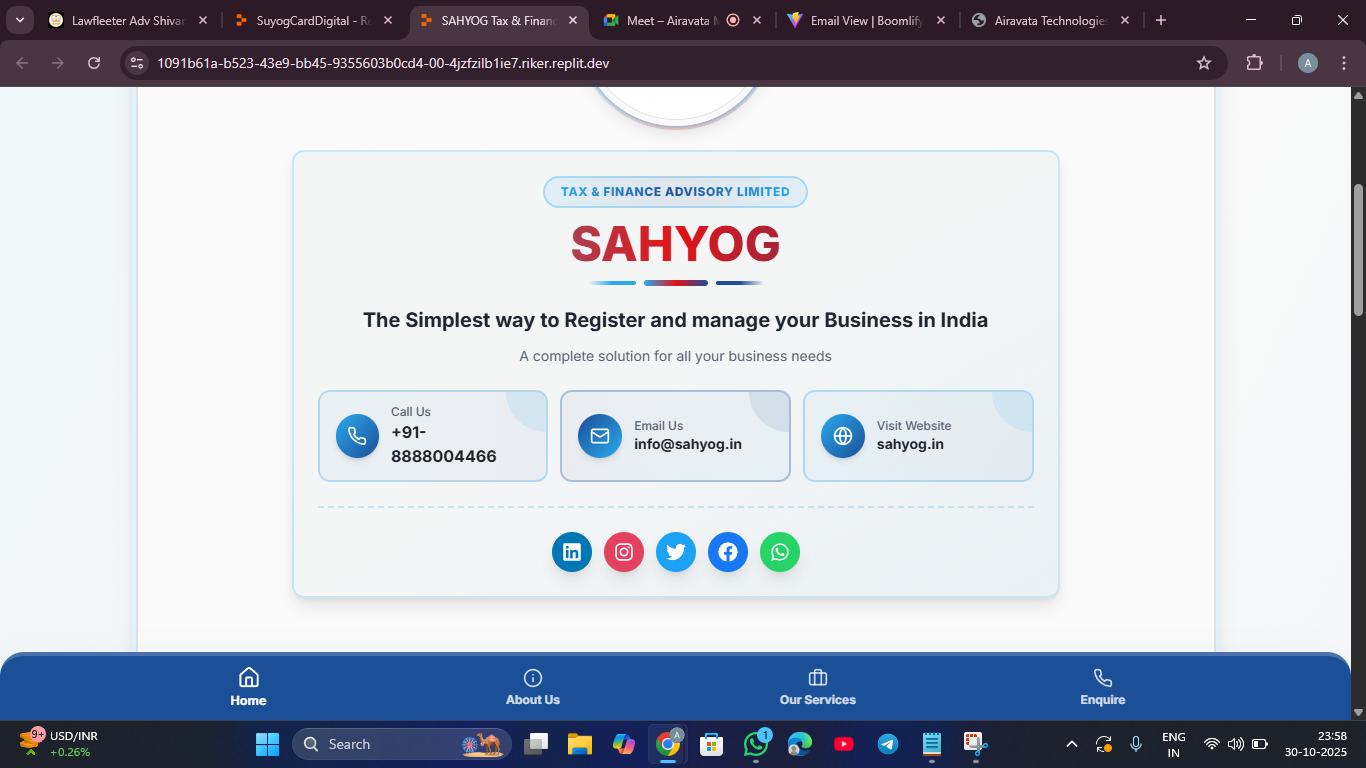 Lawfleeter Adv Shivar
SuyogCardDigital - Re
SAHYOG Tax & Financ
Meet – Airavata M
Email View | Boomlify
Airavata Technologies
1091b61a-b523-43e9-bb45-9355603b0cd4-00-4jzfzilb1ie7.riker.replit.dev
A
TAX & FINANCE ADVISORY LIMITED
SAHYOG
The Simplest way to Register and manage your Business in India
A complete solution for all your business needs
Call Us
+91-
8888004466
Email Us
info@sahyog.in
Visit Website
sahyog.in
Home
About Us
Our Services
Enquire
9+
USD/INR
+0.26%
Search
A
1
ENG
IN
23:58
30-10-2025